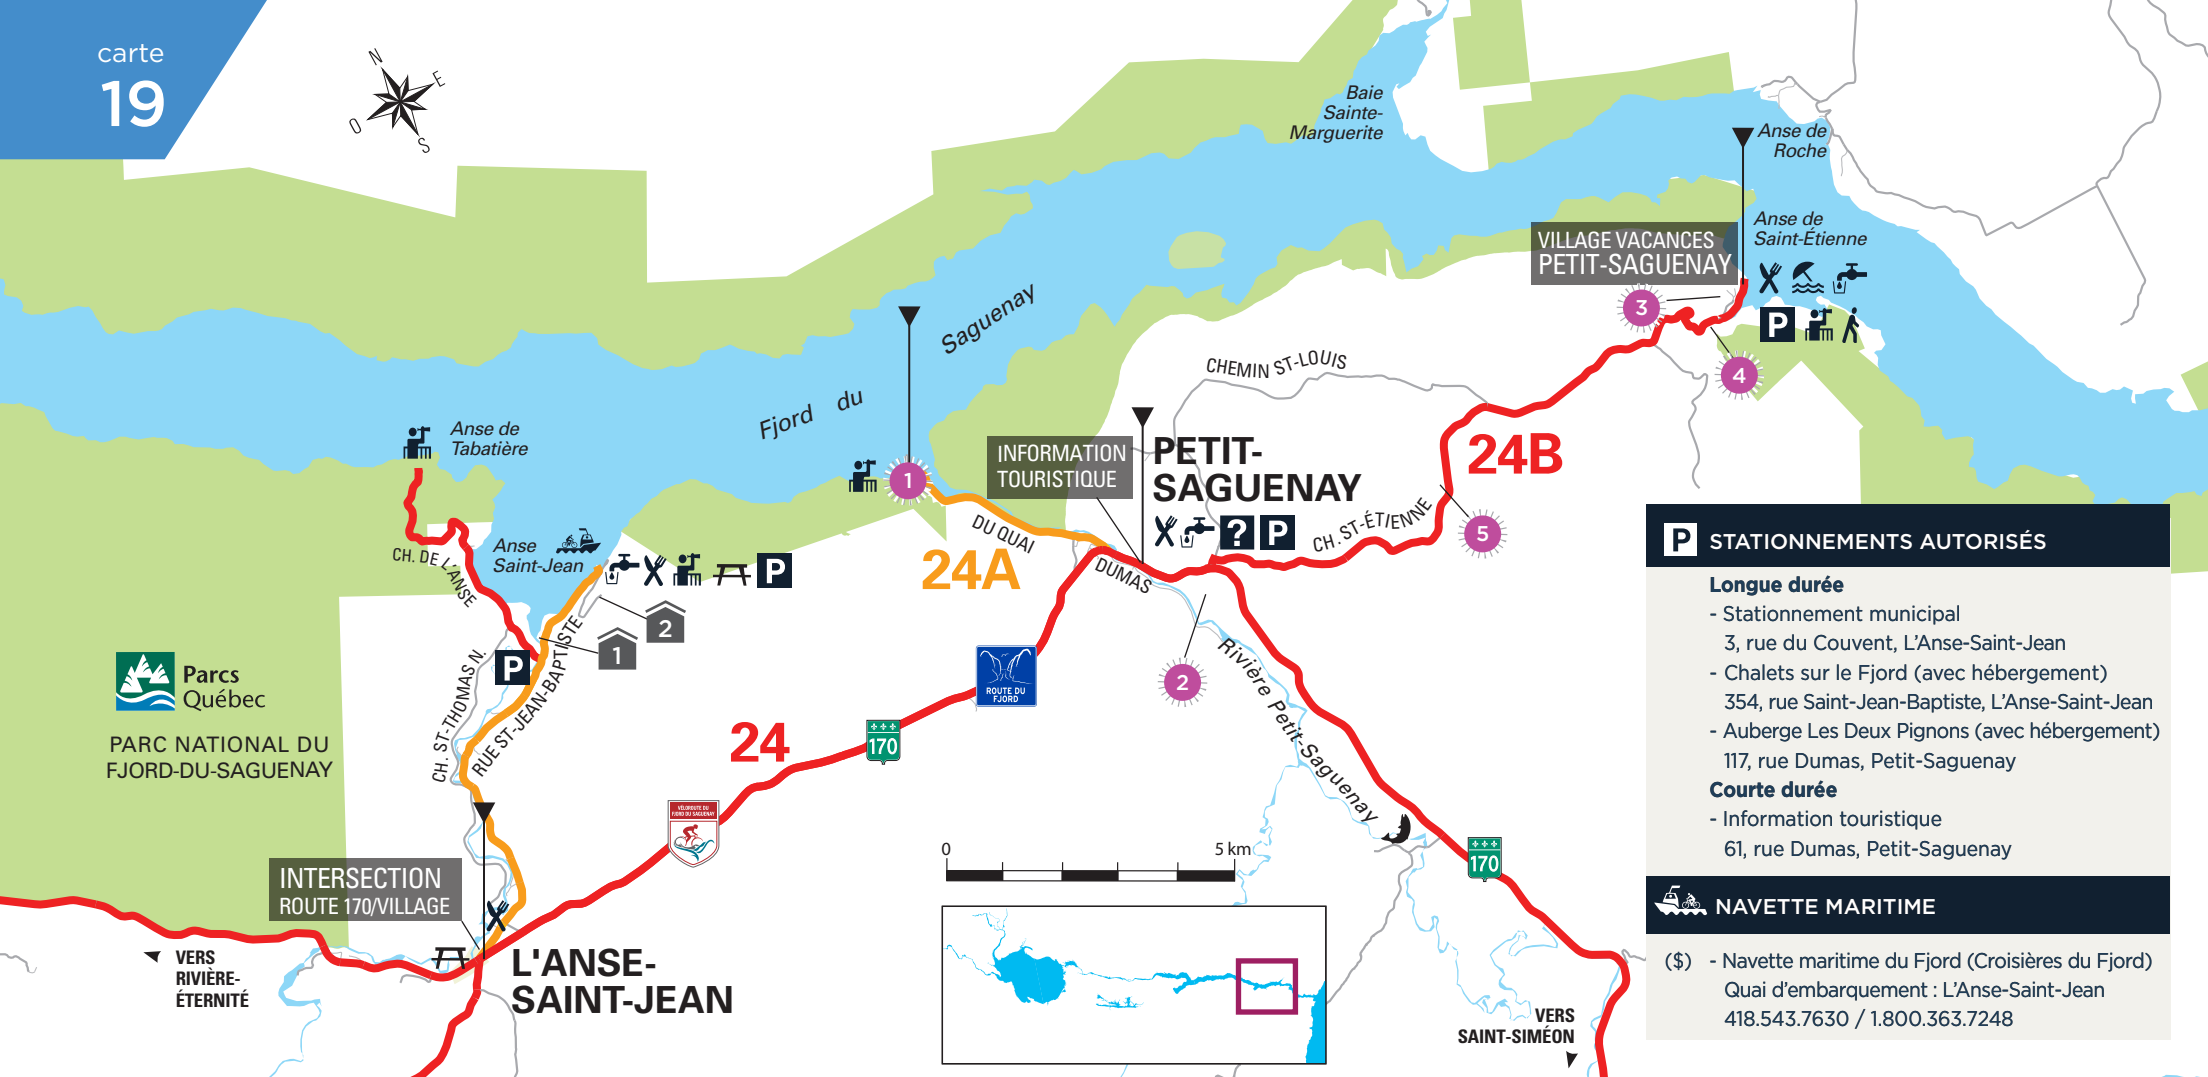 carte
19
N
E
O
S
Baie
Sainte-
Marguerite
Anse de
Roche
Anse de
Saint-Étienne
VILLAGE VACANCES
PETIT-SAGUENAY
3
P
4
Fjord du Saguenay
CHEMIN ST-LOUIS
Anse de
Tabatière
1
INFORMATION
TOURISTIQUE
PETIT-
SAGUENAY
? P
24B
CH. ST-ÉTIENNE
5
DU QUAI
24A
DUMAS
CH. DE L'ANSE
Anse
Saint-Jean
P
2
1
P
2
CH. ST-THOMAS N.
RUE ST-JEAN-BAPTISTE
Rivière Petit-Saguenay
Parcs
Québec
PARC NATIONAL DU
FJORD-DU-SAGUENAY
ROUTE DU
FJORD
24
170
VÉLOROUTE DU
FJORD DU SAGUENAY
170
0
5 km
INTERSECTION
ROUTE 170/VILLAGE
VERS
RIVIÈRE-
ÉTERNITÉ
L'ANSE-
SAINT-JEAN
VERS
SAINT-SIMÉON
P STATIONNEMENTS AUTORISÉS
Longue durée
- Stationnement municipal
3, rue du Couvent, L'Anse-Saint-Jean
- Chalets sur le Fjord (avec hébergement)
354, rue Saint-Jean-Baptiste, L'Anse-Saint-Jean
- Auberge Les Deux Pignons (avec hébergement)
117, rue Dumas, Petit-Saguenay
Courte durée
- Information touristique
61, rue Dumas, Petit-Saguenay
NAVETTE MARITIME
($) - Navette maritime du Fjord (Croisières du Fjord)
Quai d'embarquement : L'Anse-Saint-Jean
418.543.7630 / 1.800.363.7248